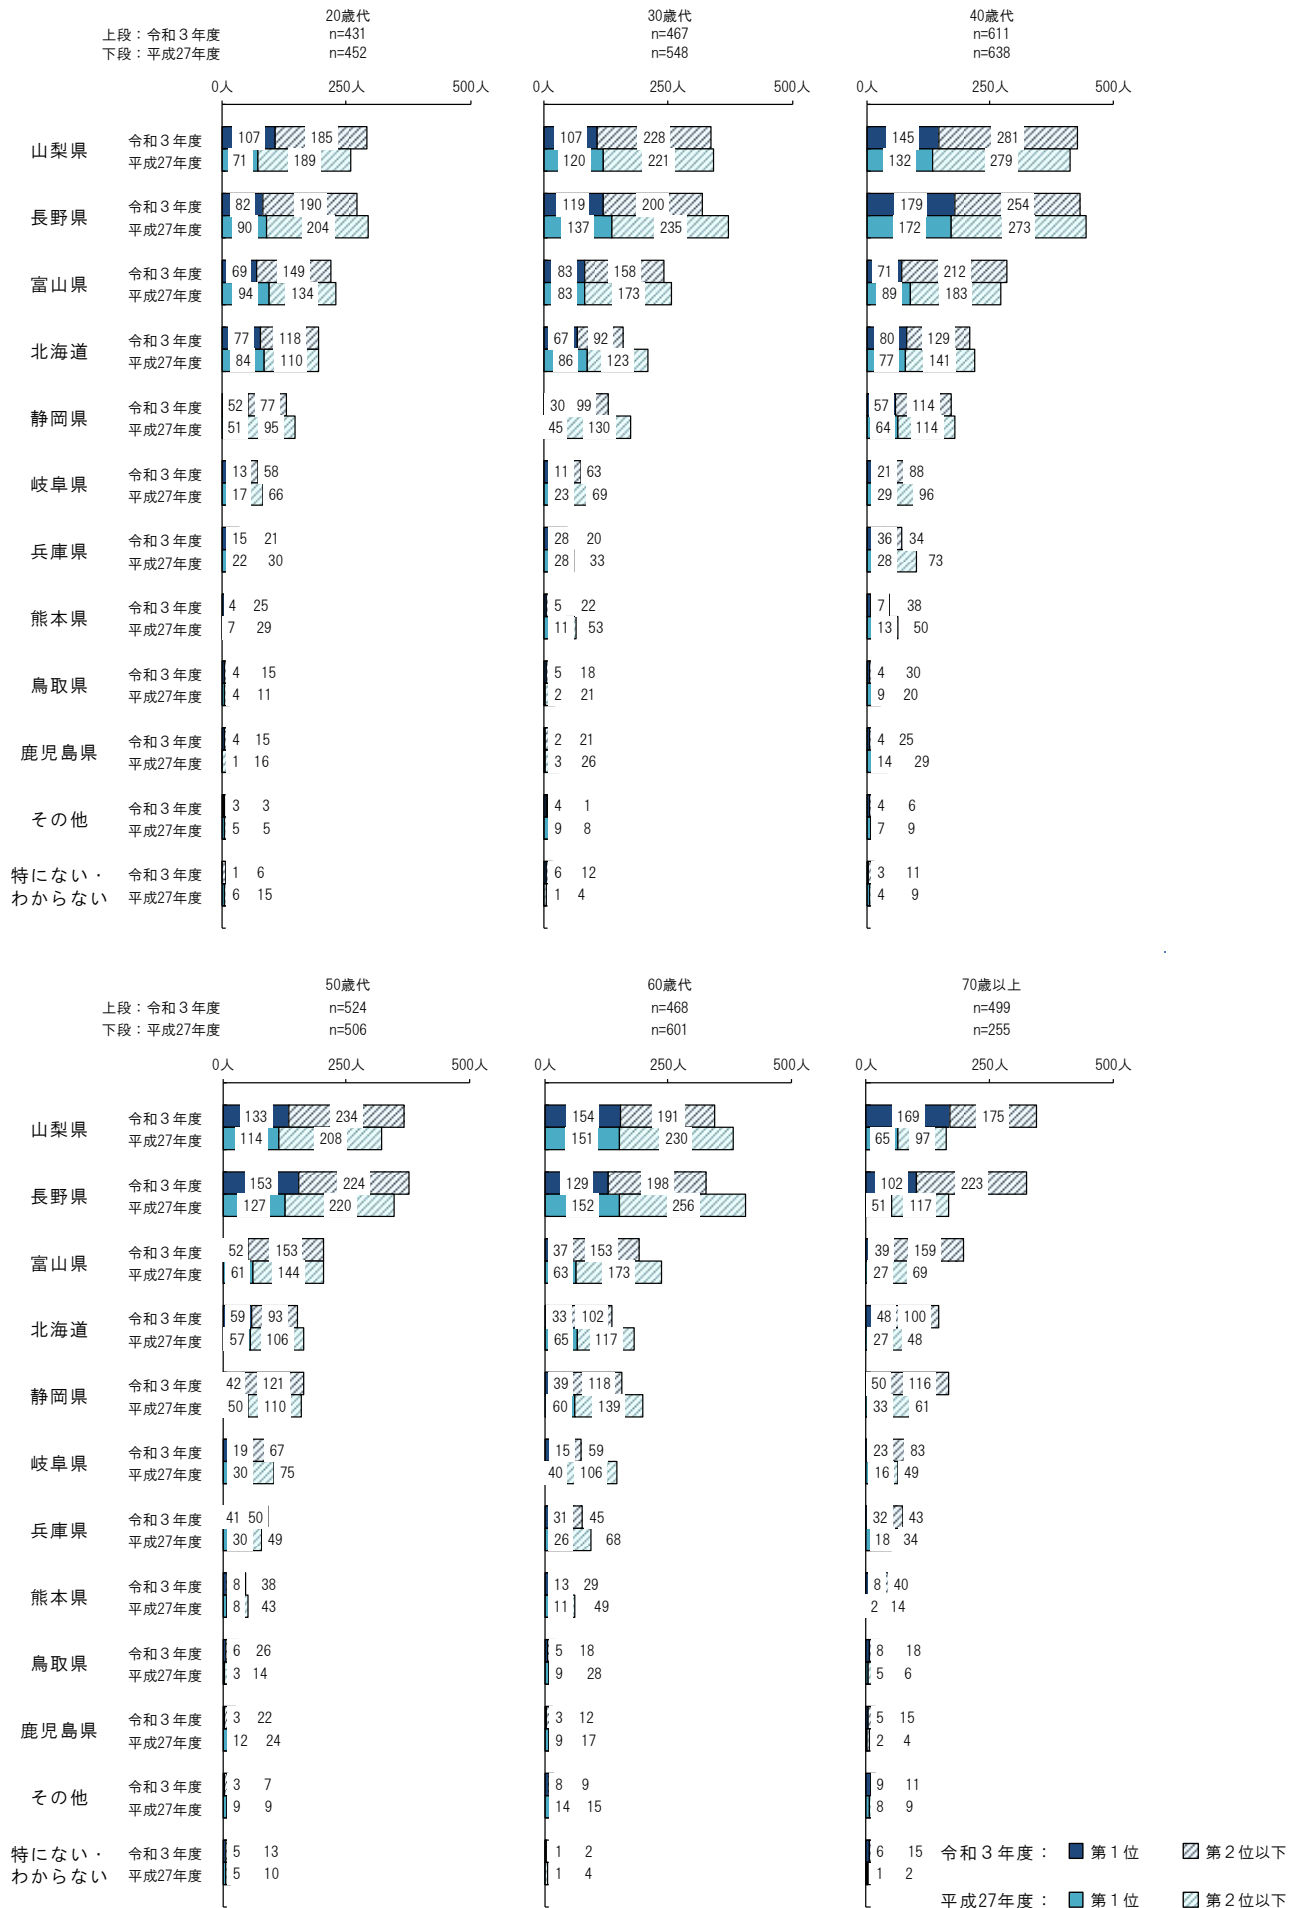 20歳代 30歳代 40歳代
上段：令和３年度 n=431 n=467 n=611
下段：平成27年度 n=452 n=548 n=638
0人 250人 500人 0人 250人 500人 0人 250人 500人
山梨県 令和３年度 107 185 107 228 145 281
平成27年度 71 189 120 221 132 279
長野県 令和３年度 82 190 119 200 179 254
平成27年度 90 204 137 235 172 273
富山県 令和３年度 69 149 83 158 71 212
平成27年度 94 134 83 173 89 183
北海道 令和３年度 77 118 67 92 80 129
平成27年度 84 110 86 123 77 141
静岡県 令和３年度 52 77 30 99 57 114
平成27年度 51 95 45 130 64 114
岐阜県 令和３年度 13 58 11 63 21 88
平成27年度 17 66 23 69 29 96
兵庫県 令和３年度 15 21 28 20 36 34
平成27年度 22 30 28 33 28 73
熊本県 令和３年度 4 25 5 22 7 38
平成27年度 7 29 11 53 13 50
鳥取県 令和３年度 4 15 5 18 4 30
平成27年度 4 11 2 21 9 20
鹿児島県 令和３年度 4 15 2 21 4 25
平成27年度 1 16 3 26 14 29
その他 令和３年度 3 3 4 1 4 6
平成27年度 5 5 9 8 7 9
特にない・ 令和３年度 1 6 6 12 3 11
わからない 平成27年度 6 15 1 4 4 9
50歳代 60歳代 70歳以上
上段：令和３年度 n=524 n=468 n=499
下段：平成27年度 n=506 n=601 n=255
0人 250人 500人 0人 250人 500人 0人 250人 500人
山梨県 令和３年度 133 234 154 191 169 175
平成27年度 114 208 151 230 65 97
長野県 令和３年度 153 224 129 198 102 223
平成27年度 127 220 152 256 51 117
富山県 令和３年度 52 153 37 153 39 159
平成27年度 61 144 63 173 27 69
北海道 令和３年度 59 93 33 102 48 100
平成27年度 57 106 65 117 27 48
静岡県 令和３年度 42 121 39 118 50 116
平成27年度 50 110 60 139 33 61
岐阜県 令和３年度 19 67 15 59 23 83
平成27年度 30 75 40 106 16 49
兵庫県 令和３年度 41 50 31 45 32 43
平成27年度 30 49 26 68 18 34
熊本県 令和３年度 8 38 13 29 8 40
平成27年度 8 43 11 49 2 14
鳥取県 令和３年度 6 26 5 18 8 18
平成27年度 3 14 9 28 5 6
鹿児島県 令和３年度 3 22 3 12 5 15
平成27年度 12 24 9 17 2 4
その他 令和３年度 3 7 8 9 9 11
平成27年度 9 9 14 15 8 9
特にない・ 令和３年度 5 13 1 2 6 15
わからない 平成27年度 5 10 1 4 1 2
令和３年度： 第１位 第２位以下
平成27年度： 第１位 第２位以下